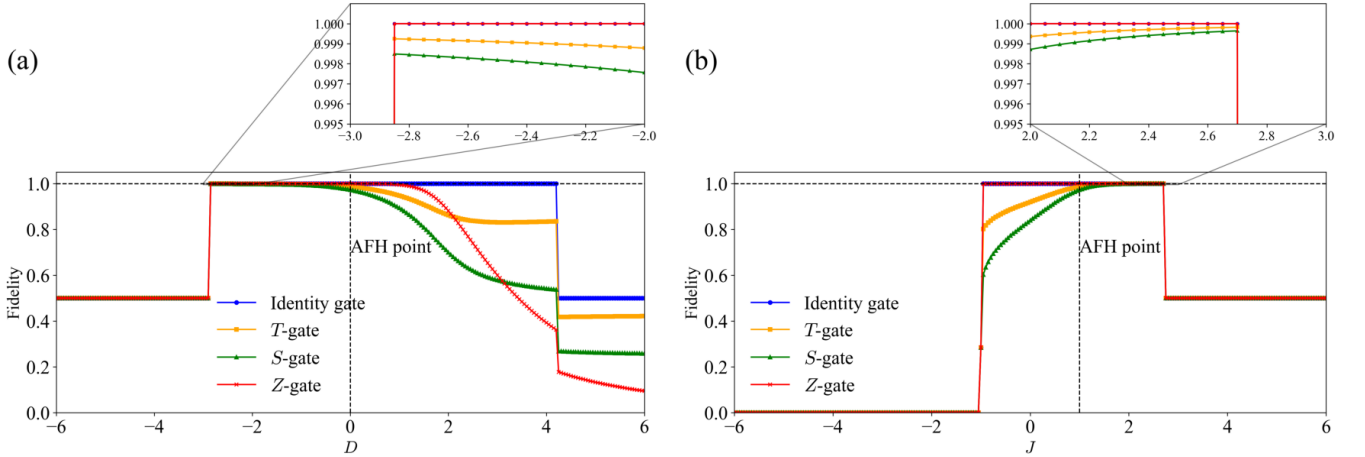 (a)
1.000
0.999
0.998
0.997
0.996
0.995
−3.0 −2.8 −2.6 −2.4 −2.2 −2.0
1.0
0.8
0.6
0.4
0.2
0.0
Fidelity
AFH point
Identity gate
T-gate
S-gate
Z-gate
−6 −4 −2 0 2 4 6
D
(b)
1.000
0.999
0.998
0.997
0.996
0.995
2.0 2.2 2.4 2.6 2.8 3.0
1.0
0.8
0.6
0.4
0.2
0.0
Fidelity
AFH point
Identity gate
T-gate
S-gate
Z-gate
−6 −4 −2 0 2 4 6
J